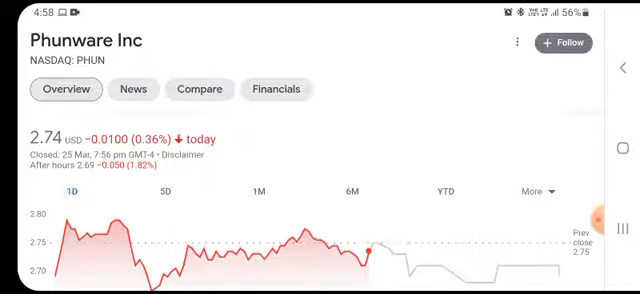 4:58
56%
Phunware Inc
Follow
NASDAQ: PHUN
Overview
News
Compare
Financials
2.74 USD −0.0100 (0.36%) today
Closed: 25 Mar, 7:56 pm GMT-4 • Disclaimer
After hours 2.69 −0.050 (1.82%)
1D 5D 1M 6M YTD More
2.80
2.75
2.70
Prev
close
2.75